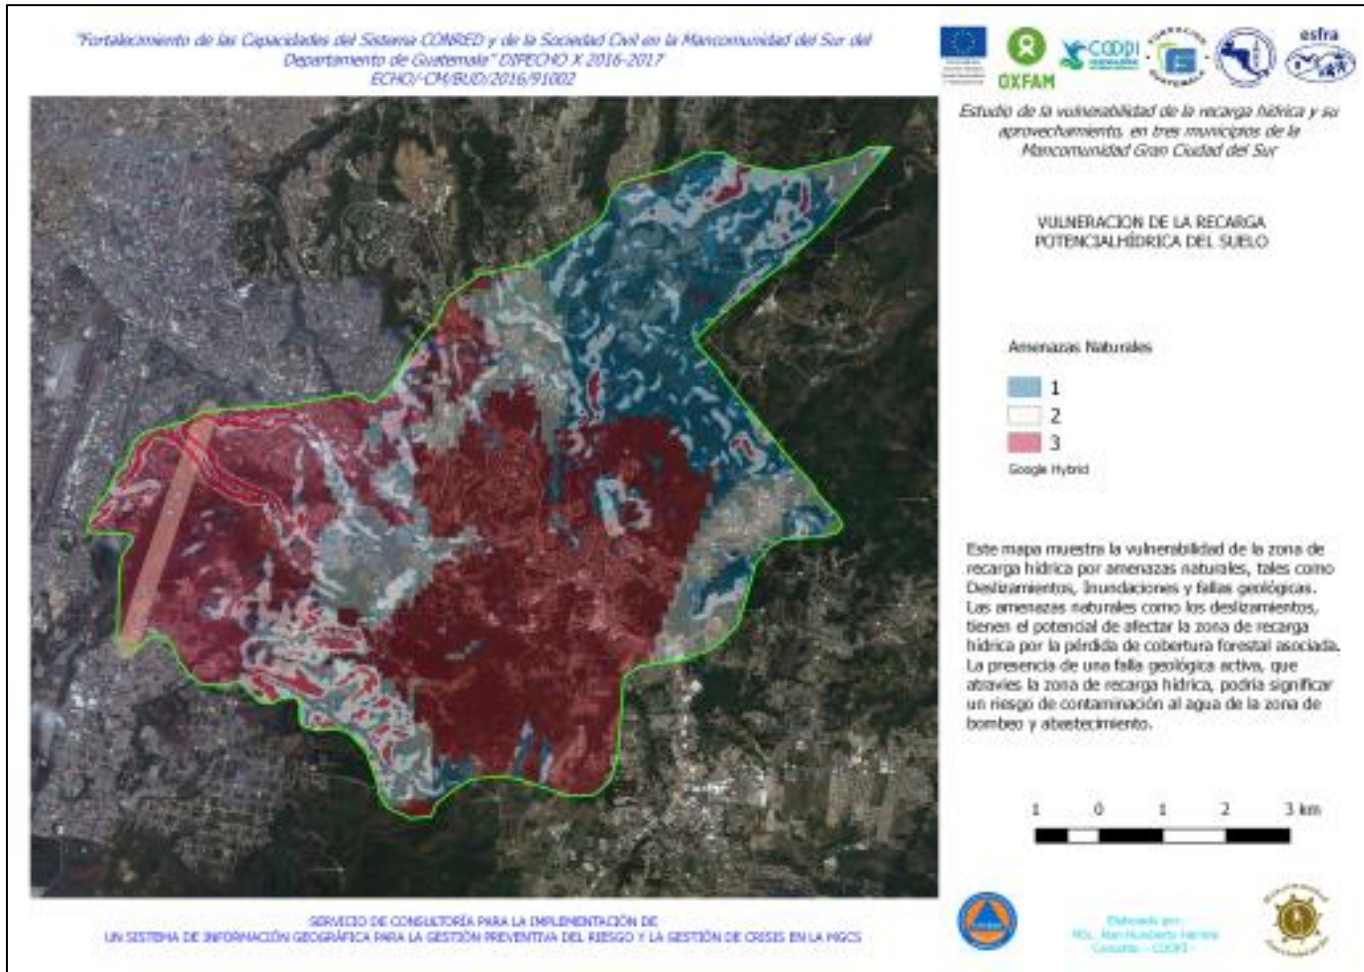 "Fortalecimiento de las Capacidades del Sistema CONRED y de la Sociedad Civil en la Mancomunidad del Sur del
Departamento de Guatemala" DIPECHO X 2016-2017
ECHO/-CM/BUD/2016/91002
OXFAM
COOPI
esfra
Estudio de la vulnerabilidad de la recarga hídrica y su
aprovechamiento, en tres municipios de la
Mancomunidad Gran Ciudad del Sur
VULNERACION DE LA RECARGA
POTENCIALHÍDRICA DEL SUELO
Amenazas Naturales
1
2
3
Google Hybrid
Este mapa muestra la vulnerabilidad de la zona de
recarga hídrica por amenazas naturales, tales como
Deslizamientos, Inundaciones y fallas geológicas.
Las amenazas naturales como los deslizamientos,
tienen el potencial de afectar la zona de recarga
hídrica por la pérdida de cobertura forestal asociada.
La presencia de una falla geológica activa, que
atravies la zona de recarga hídrica, podría significar
un riesgo de contaminación al agua de la zona de
bombeo y abastecimiento.
1 0 1 2 3 km
SERVICIO DE CONSULTORÍA PARA LA IMPLEMENTACIÓN DE
UN SISTEMA DE INFORMACIÓN GEOGRÁFICA PARA LA GESTIÓN PREVENTIVA DEL RIESGO Y LA GESTIÓN DE CRISIS EN LA MGCS
Elaborado por: